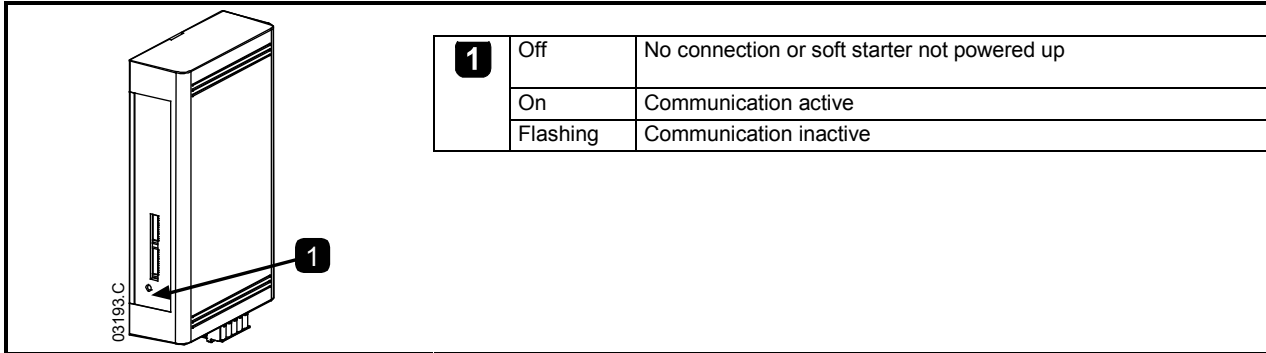 1 Off No connection or soft starter not powered up
On Communication active
Flashing Communication inactive
1
03193.C